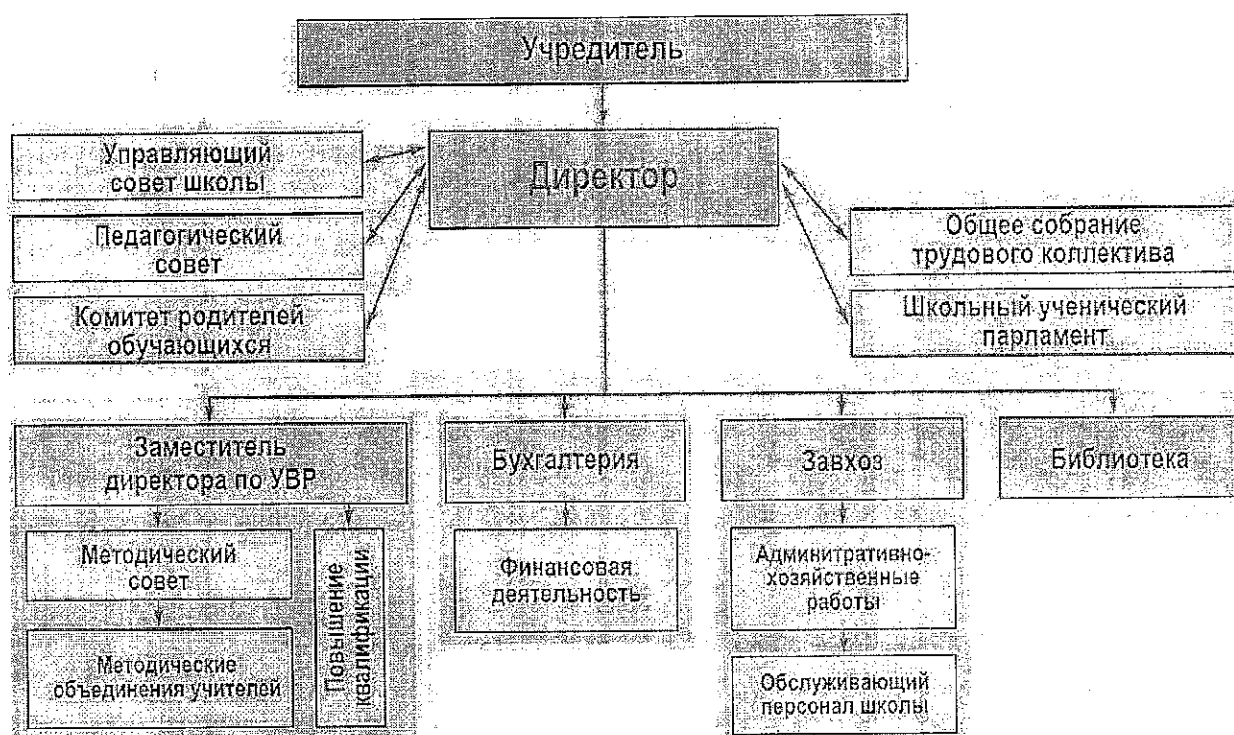 Учредитель
Директор
Управляющий
совет школы
Педагогический
совет
Комитет родителей
обучающихся
Общее собрание
трудового коллектива
Школьный ученический
парламент
Заместитель
директора по УВР
Бухгалтерия
Завхоз
Библиотека
Методический
совет
Повышение
квалификации
Методические
объединения учителей
Финансовая
деятельность
Админитративно-
хозяйственные
работы
Обслуживающий
персонал школы